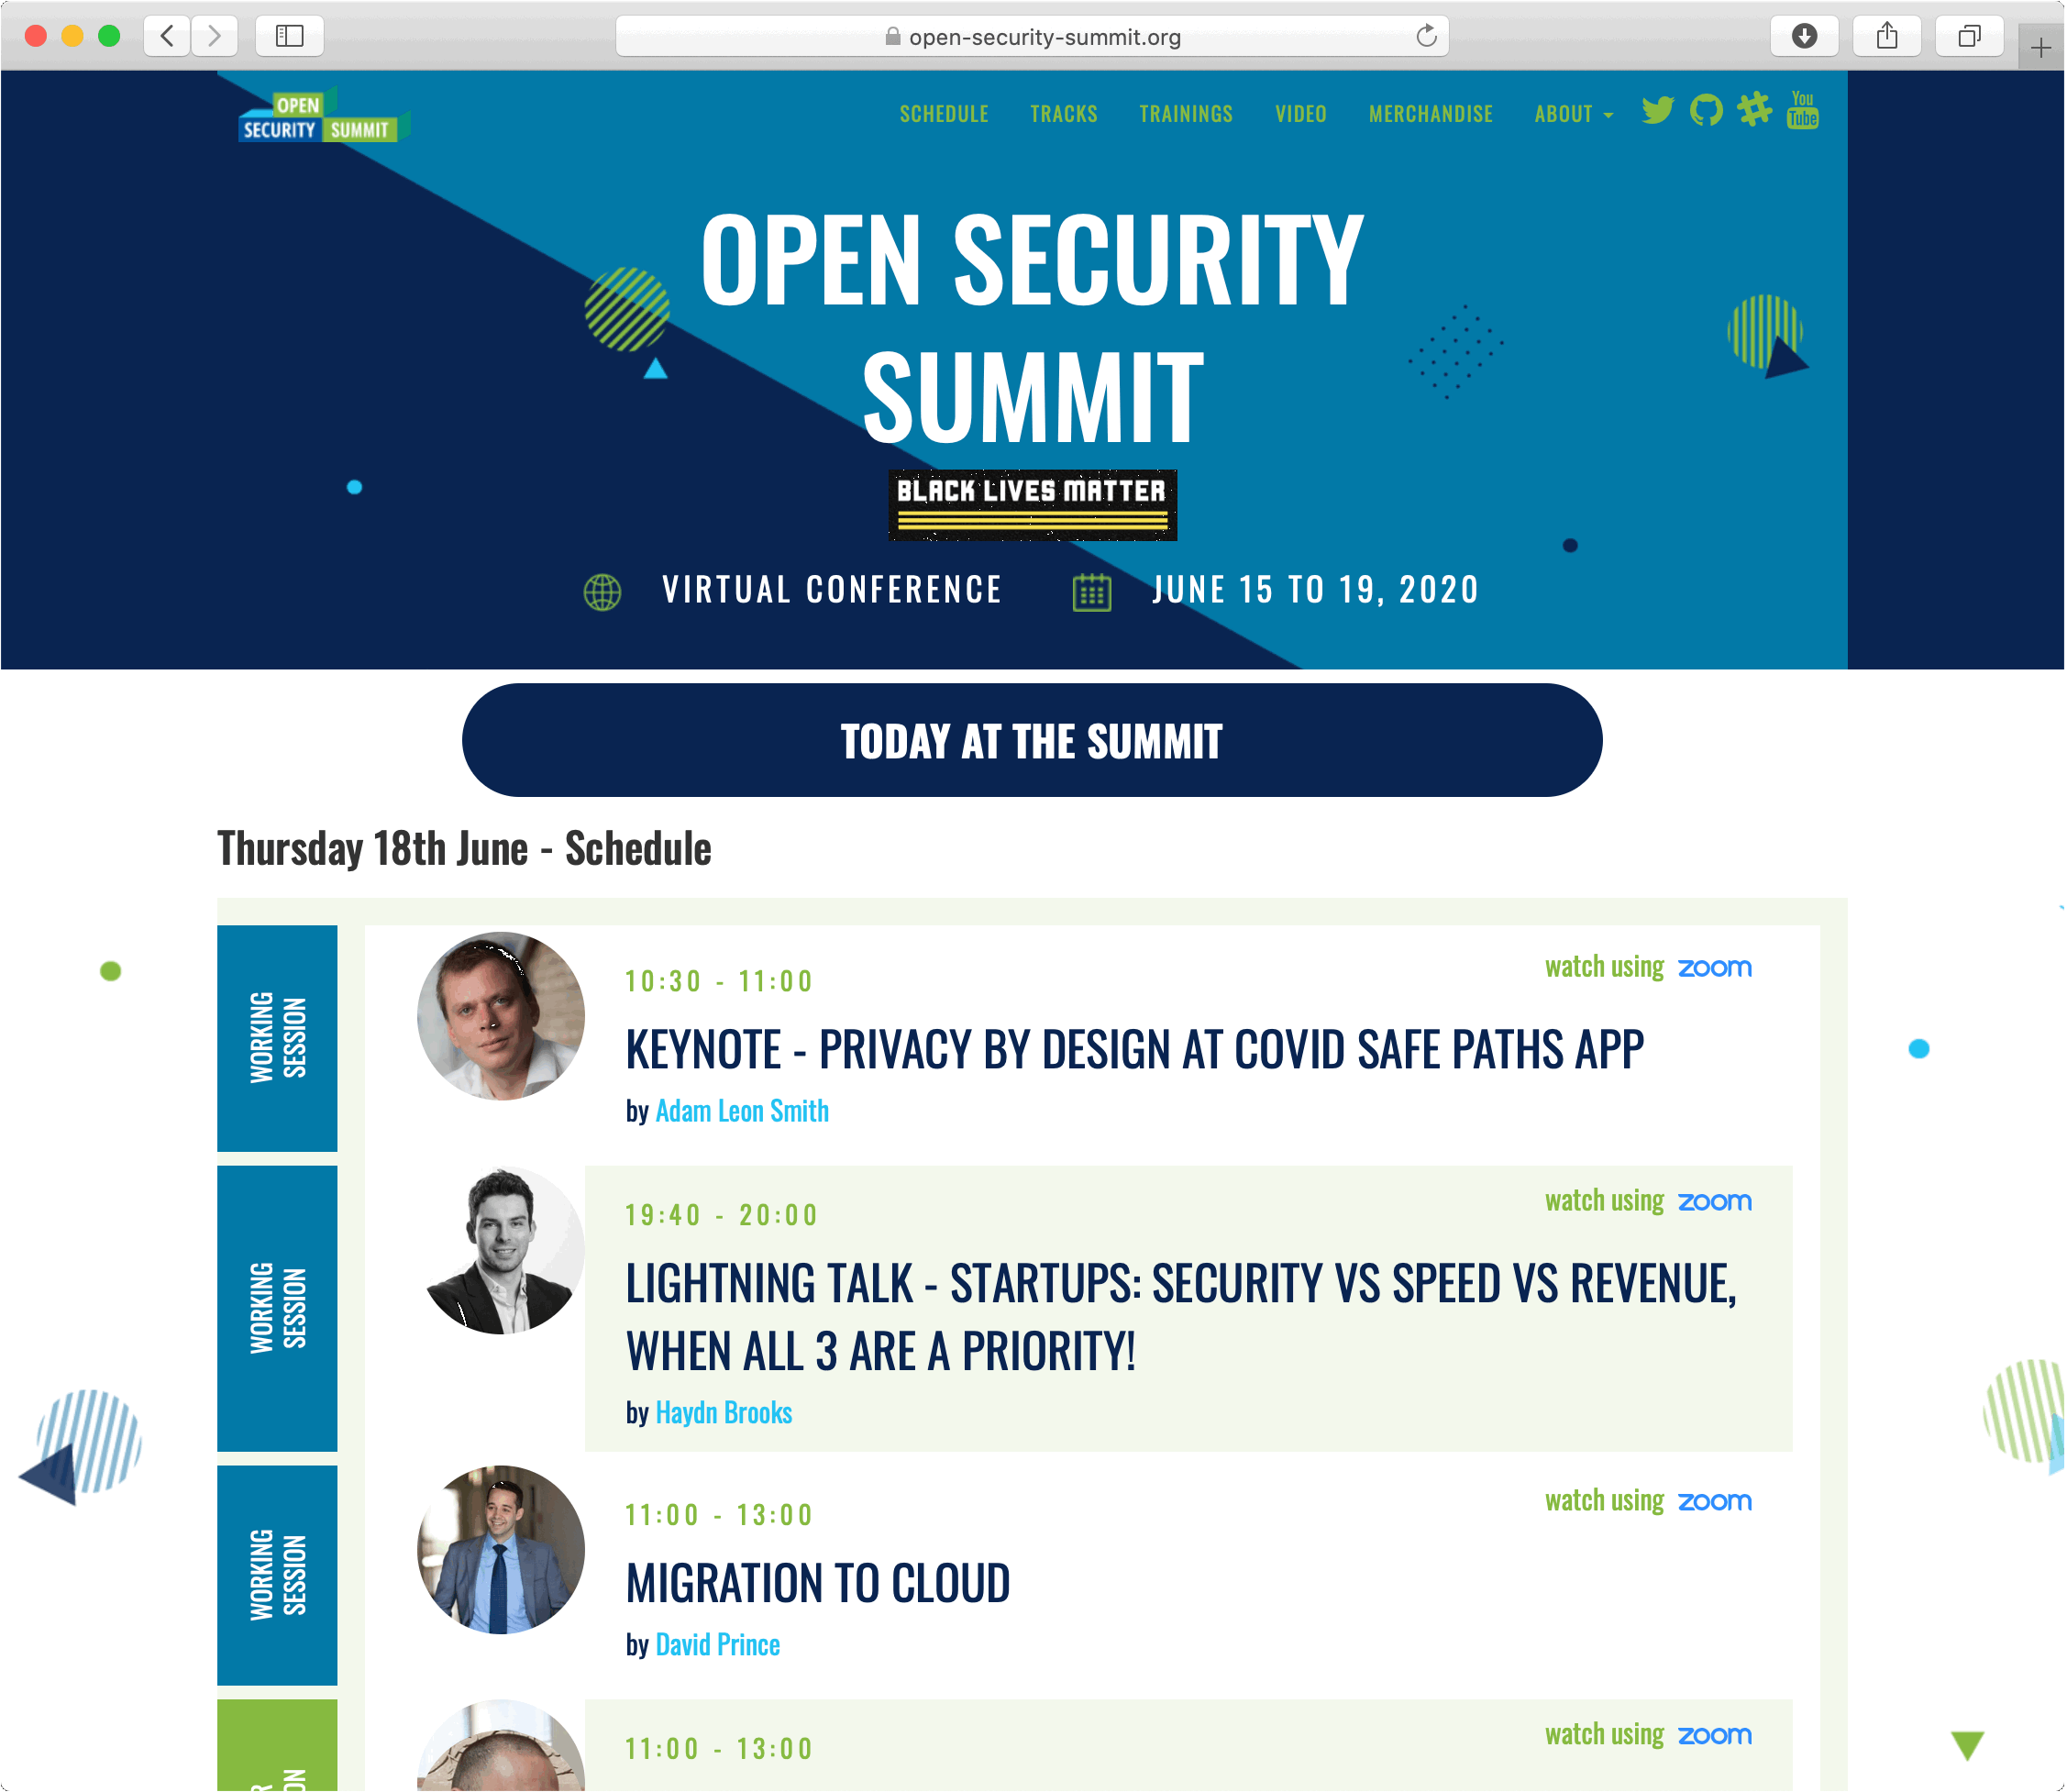 open-security-summit.org
OPEN
SECURITY SUMMIT
SCHEDULE TRACKS TRAININGS VIDEO MERCHANDISE ABOUT
You
Tube
OPEN SECURITY
SUMMIT
BLACK LIVES MATTER
VIRTUAL CONFERENCE JUNE 15 TO 19, 2020
TODAY AT THE SUMMIT
Thursday 18th June - Schedule
WORKING
SESSION
10:30 - 11:00
watch using zoom
KEYNOTE - PRIVACY BY DESIGN AT COVID SAFE PATHS APP
by Adam Leon Smith
WORKING
SESSION
19:40 - 20:00
watch using zoom
LIGHTNING TALK - STARTUPS: SECURITY VS SPEED VS REVENUE,
WHEN ALL 3 ARE A PRIORITY!
by Haydn Brooks
WORKING
SESSION
11:00 - 13:00
watch using zoom
MIGRATION TO CLOUD
by David Prince
11:00 - 13:00
watch using zoom